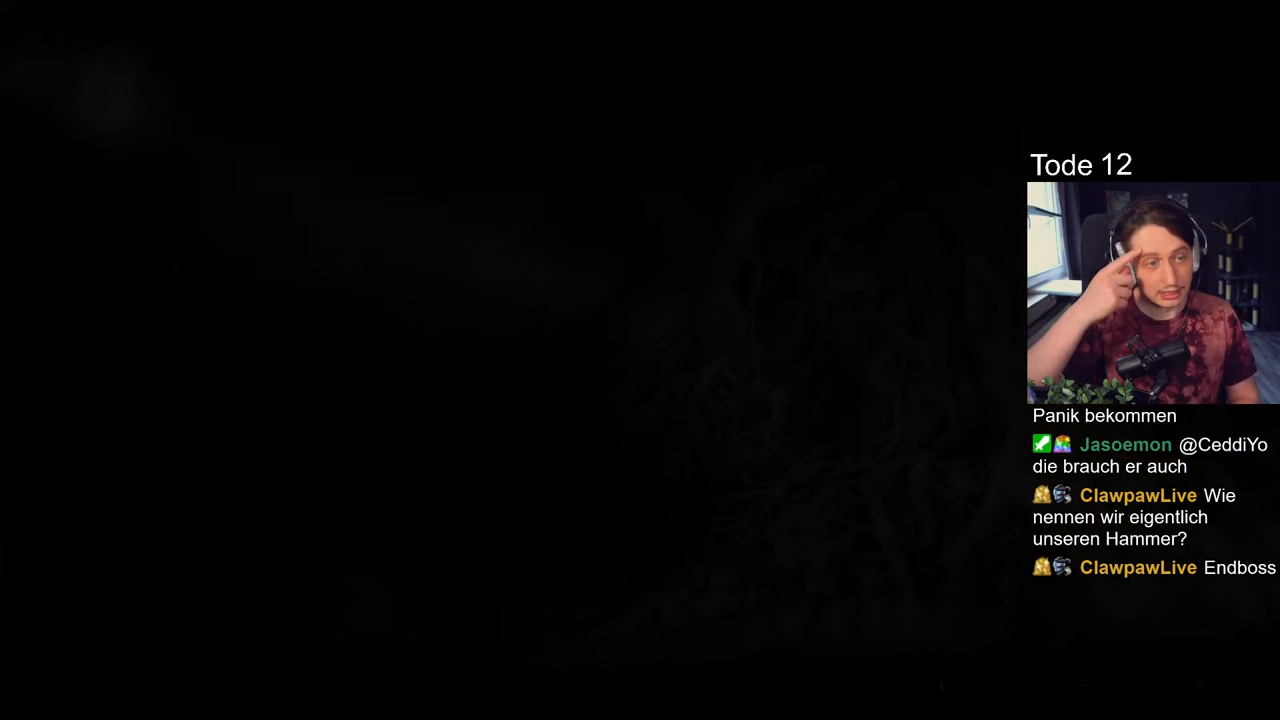 Tode 12
Panik bekommen
Jasoemon @CeddiYo
die brauch er auch
ClawpawLive Wie
nennen wir eigentlich
unseren Hammer?
ClawpawLive Endboss